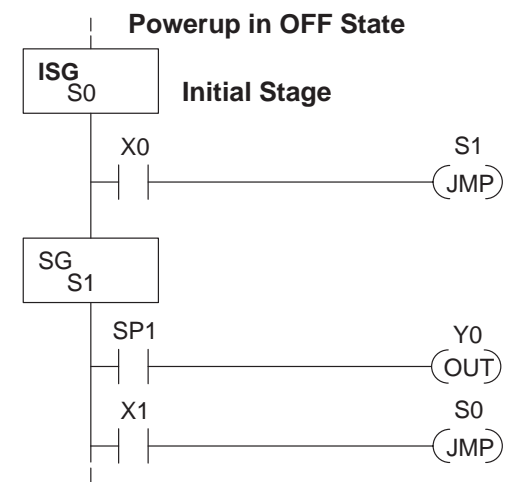 Powerup in OFF State
ISG
S0
Initial Stage
X0
S1
JMP
SG
S1
SP1
Y0
OUT
X1
S0
JMP